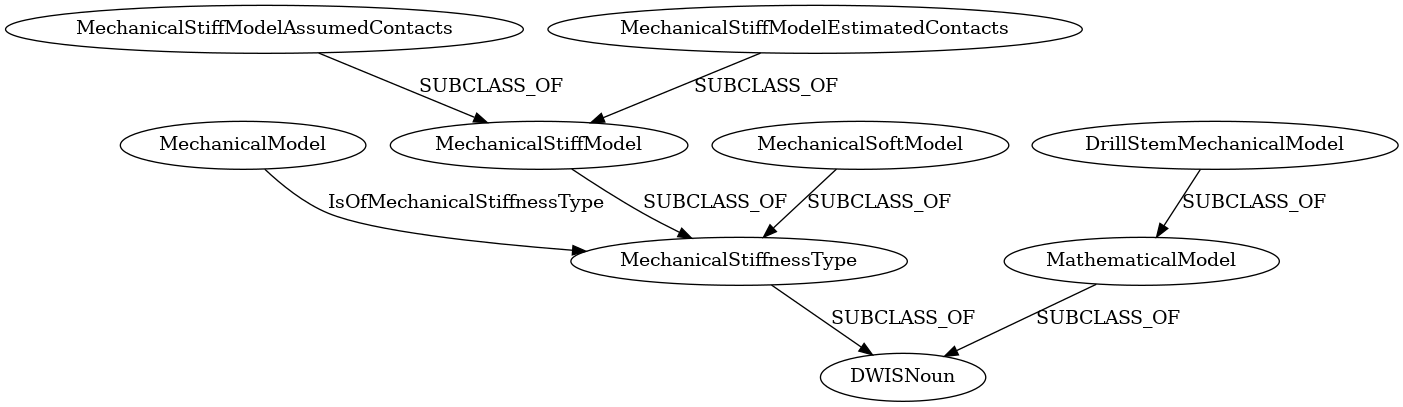 MechanicalStiffModelAssumedContacts
MechanicalStiffModelEstimatedContacts
SUBCLASS_OF
SUBCLASS_OF
MechanicalModel
MechanicalStiffModel
MechanicalSoftModel
DrillStemMechanicalModel
IsOfMechanicalStiffnessType
SUBCLASS_OF
SUBCLASS_OF
SUBCLASS_OF
MechanicalStiffnessType
MathematicalModel
SUBCLASS_OF
SUBCLASS_OF
DWISNoun